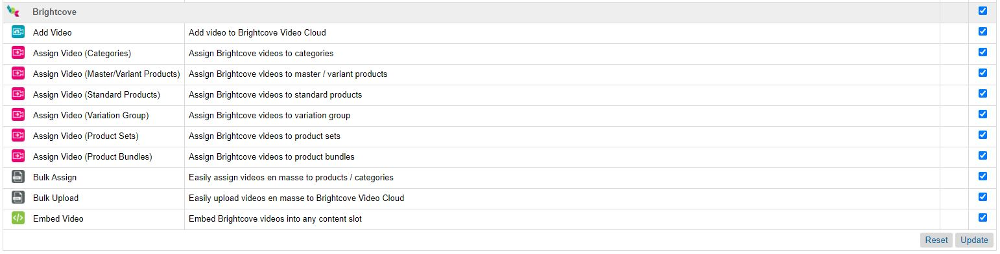 Brightcove
Add Video Add video to Brightcove Video Cloud
Assign Video (Categories) Assign Brightcove videos to categories
Assign Video (Master/Variant Products) Assign Brightcove videos to master / variant products
Assign Video (Standard Products) Assign Brightcove videos to standard products
Assign Video (Variation Group) Assign Brightcove videos to variation group
Assign Video (Product Sets) Assign Brightcove videos to product sets
Assign Video (Product Bundles) Assign Brightcove videos to product bundles
Bulk Assign Easily assign videos en masse to products / categories
Bulk Upload Easily upload videos en masse to Brightcove Video Cloud
Embed Video Embed Brightcove videos into any content slot
Reset Update